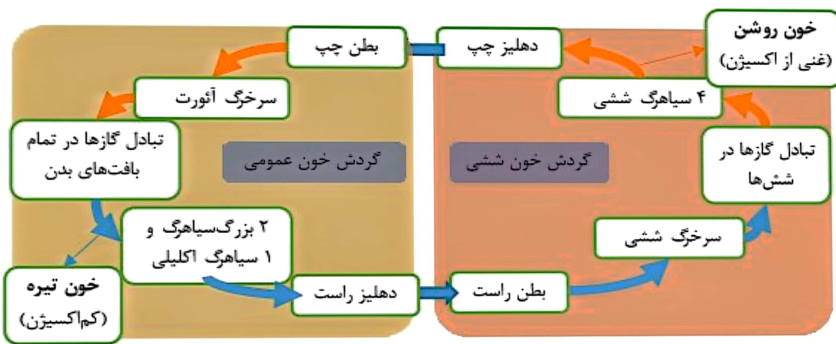 خون روشن
(غنی از اکسیژن)
دهلیز چپ
بطن چپ
۴ سیاهرگ ششی
سرخرگ آئورت
تبادل گازها در
شش‌ها
تبادل گازها در تمام
بافت‌های بدن
گردش خون ششی
گردش خون عمومی
سرخرگ ششی
۲ بزرگ‌سیاهرگ و
۱ سیاهرگ اکلیلی
بطن راست
دهلیز راست
خون تیره
(کم‌اکسیژن)